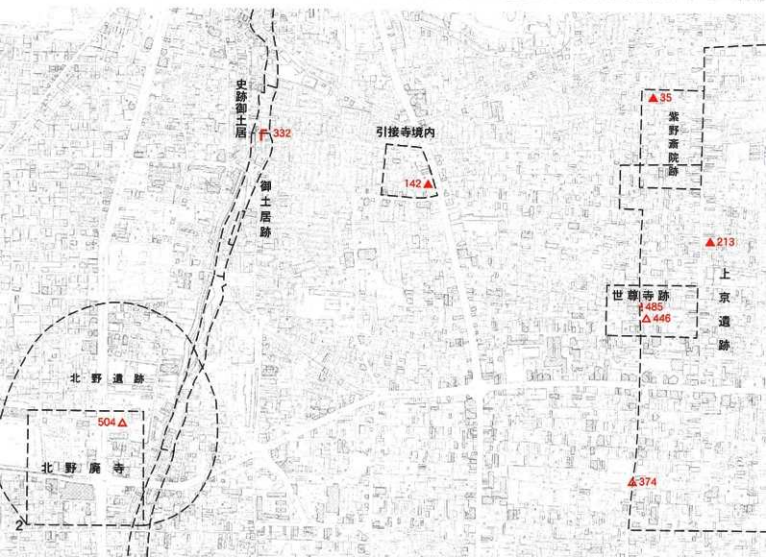 史跡御土居
332
御土居跡
引接寺境内
142
35
紫野斎院跡
213
上京遺跡
世尊寺跡
485
446
374
北野遺跡
504
北野廃寺
2